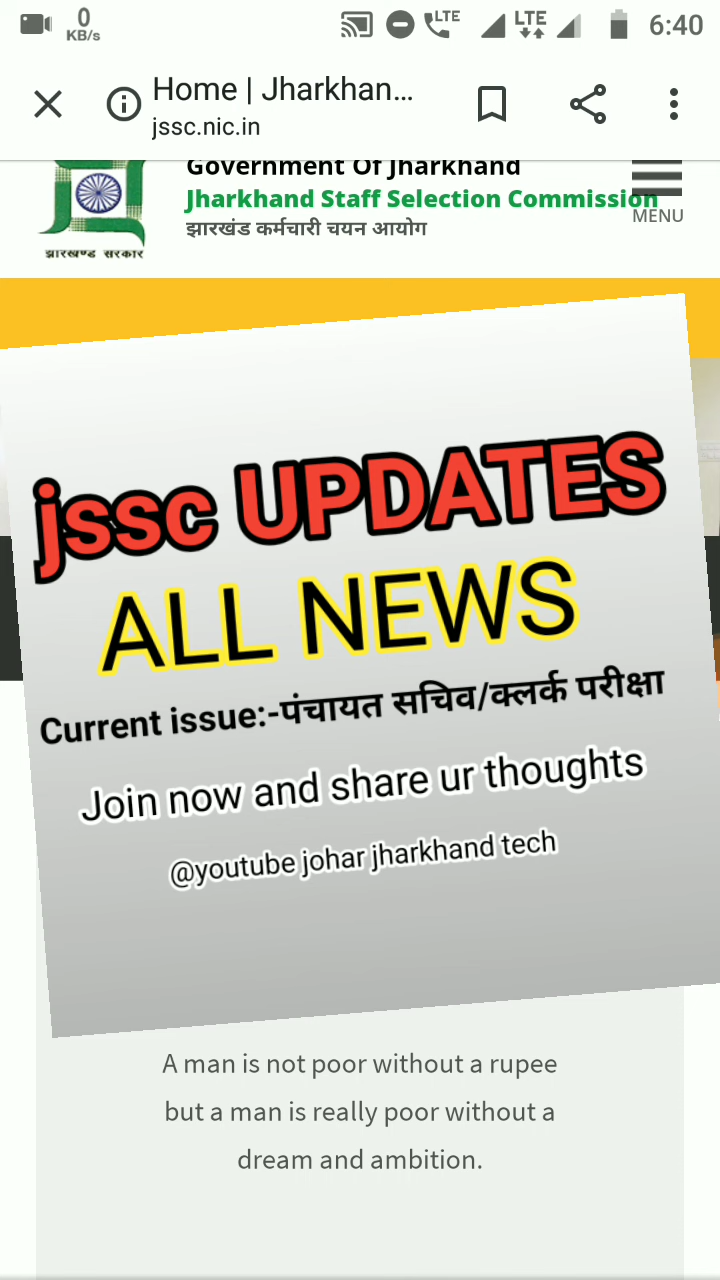 0
KB/s
LTE
LTE
6:40
Home | Jharkhan...
jssc.nic.in
Government Of Jharkhand
Jharkhand Staff Selection Commission
झारखंड कर्मचारी चयन आयोग
MENU
झारखण्ड सरकार
jssc UPDATES
ALL NEWS
Current issue:-पंचायत सचिव/क्लर्क परीक्षा
Join now and share ur thoughts
@youtube johar jharkhand tech
A man is not poor without a rupee
but a man is really poor without a
dream and ambition.